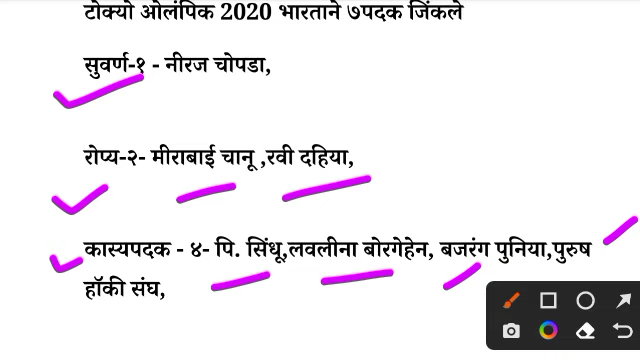 टोक्यो ओलंपिक 2020 भारताने ७पदक जिंकले
सुवर्ण-१ - नीरज चोपडा,
रोप्य-२- मीराबाई चानू ,रवी दहिया,
कास्यपदक - ४- पि. सिंधू,लवलीना बोरगेहेन, बजरंग पुनिया,पुरुष
हॉकी संघ,